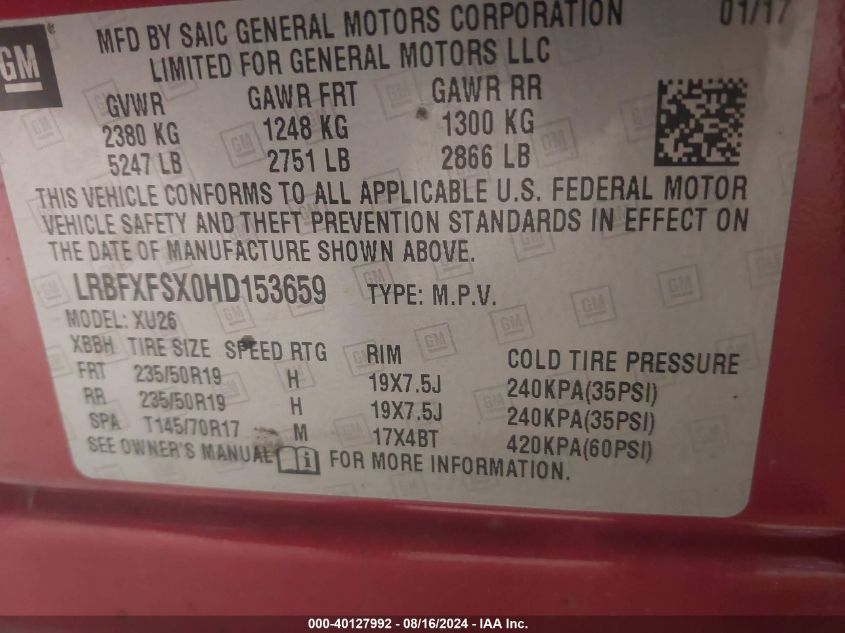 GM
MFD BY SAIC GENERAL MOTORS CORPORATION 01/17
LIMITED FOR GENERAL MOTORS LLC
GVWR GAWR FRT GAWR RR
2380 KG 1248 KG 1300 KG
5247 LB 2751 LB 2866 LB
THIS VEHICLE CONFORMS TO ALL APPLICABLE U.S. FEDERAL MOTOR
VEHICLE SAFETY AND THEFT PREVENTION STANDARDS IN EFFECT ON
THE DATE OF MANUFACTURE SHOWN ABOVE.
LRBFXFSX0HD153659 TYPE: M.P.V.
MODEL: XU26
XBBH TIRE SIZE SPEED RTG RIM COLD TIRE PRESSURE
FRT 235/50R19 H 19X7.5J 240KPA(35PSI)
RR 235/50R19 H 19X7.5J 240KPA(35PSI)
SPA T145/70R17 M 17X4BT 420KPA(60PSI)
SEE OWNER'S MANUAL i FOR MORE INFORMATION.
000-40127992 - 08/16/2024 - IAA Inc.